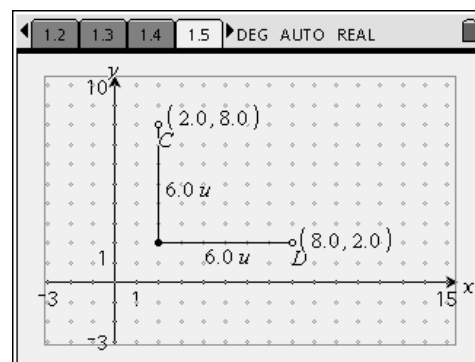 1.2 1.3 1.4 1.5 DEG AUTO REAL
y
10
(2.0, 8.0)
C
6.0 u
(8.0, 2.0)
1
6.0 u D
x
-3 1 15
-3